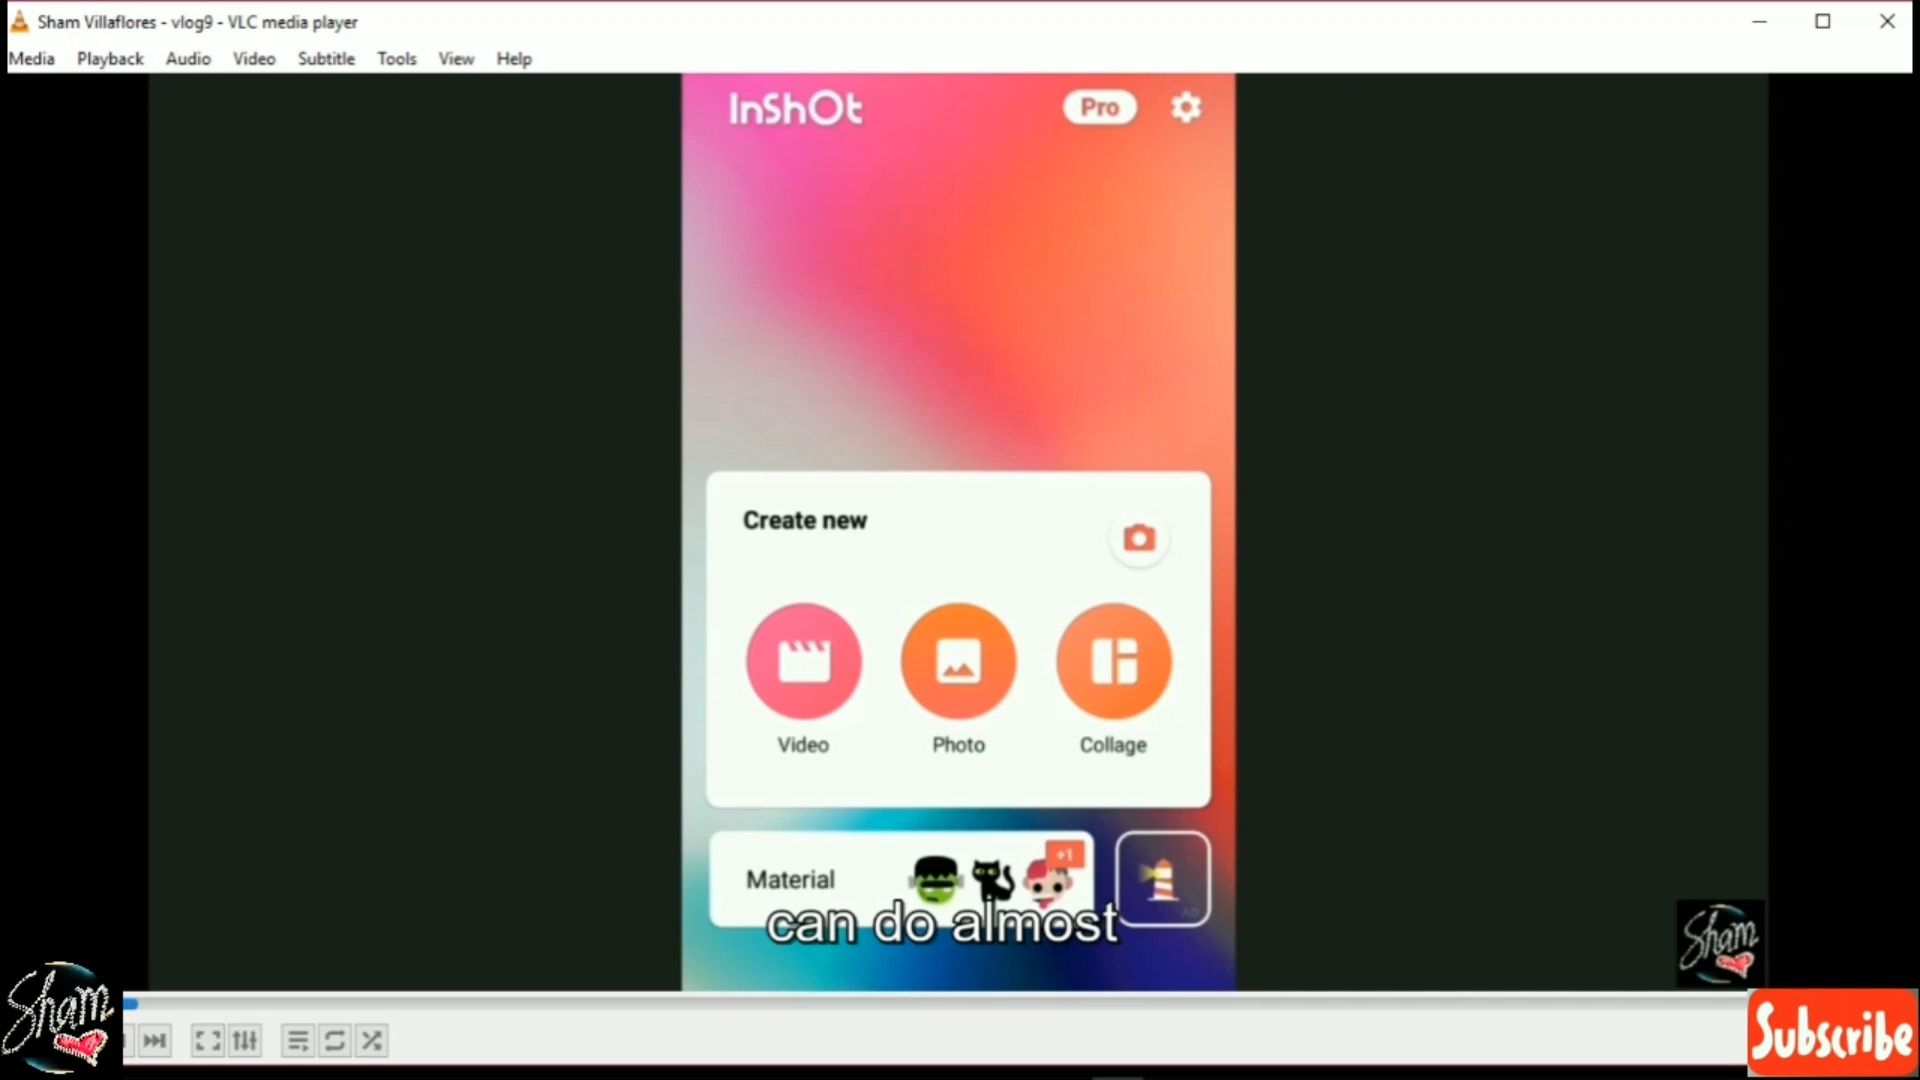 Sham Villaflores - vlog9 - VLC media player
Media Playback Audio Video Subtitle Tools View Help
InShOt Pro
Create new
Video Photo Collage
Material +1
AD
can do almost
Sham
Sham
Subscribe